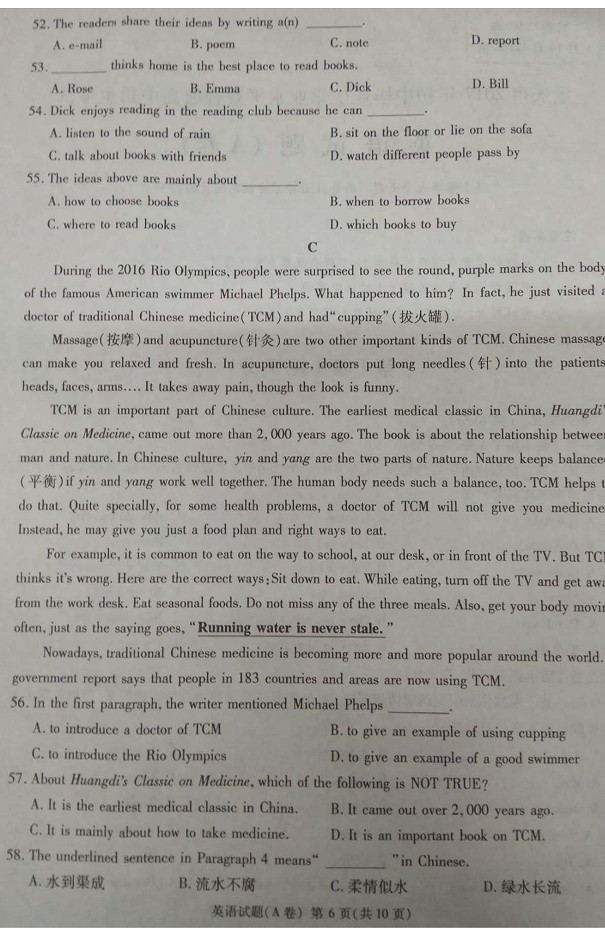 52. The readers share their ideas by writing a(n) ________.
A. e-mail B. poem C. note D. report
53. ________ thinks home is the best place to read books.
A. Rose B. Emma C. Dick D. Bill
54. Dick enjoys reading in the reading club because he can ________.
A. listen to the sound of rain B. sit on the floor or lie on the sofa
C. talk about books with friends D. watch different people pass by
55. The ideas above are mainly about ________.
A. how to choose books B. when to borrow books
C. where to read books D. which books to buy
C
During the 2016 Rio Olympics, people were surprised to see the round, purple marks on the body
of the famous American swimmer Michael Phelps. What happened to him? In fact, he just visited a
doctor of traditional Chinese medicine(TCM) and had "cupping" (拔火罐).
Massage(按摩) and acupuncture(针灸) are two other important kinds of TCM. Chinese massage
can make you relaxed and fresh. In acupuncture, doctors put long needles (针) into the patients
heads, faces, arms.... It takes away pain, though the look is funny.
TCM is an important part of Chinese culture. The earliest medical classic in China, Huangdi'
Classic on Medicine, came out more than 2,000 years ago. The book is about the relationship betwee
man and nature. In Chinese culture, yin and yang are the two parts of nature. Nature keeps balance
(平衡) if yin and yang work well together. The human body needs such a balance, too. TCM helps t
do that. Quite specially, for some health problems, a doctor of TCM will not give you medicine
Instead, he may give you just a food plan and right ways to eat.
For example, it is common to eat on the way to school, at our desk, or in front of the TV. But TC
thinks it's wrong. Here are the correct ways: Sit down to eat. While eating, turn off the TV and get awa
from the work desk. Eat seasonal foods. Do not miss any of the three meals. Also, get your body movi
often, just as the saying goes, "Running water is never stale."
Nowadays, traditional Chinese medicine is becoming more and more popular around the world.
government report says that people in 183 countries and areas are now using TCM.
56. In the first paragraph, the writer mentioned Michael Phelps ________.
A. to introduce a doctor of TCM B. to give an example of using cupping
C. to introduce the Rio Olympics D. to give an example of a good swimmer
57. About Huangdi's Classic on Medicine, which of the following is NOT TRUE?
A. It is the earliest medical classic in China. B. It came out over 2,000 years ago.
C. It is mainly about how to take medicine. D. It is an important book on TCM.
58. The underlined sentence in Paragraph 4 means "________" in Chinese.
A. 水到渠成 B. 流水不腐 C. 柔情似水 D. 绿水长流
英语试题(A卷) 第6页(共10页)